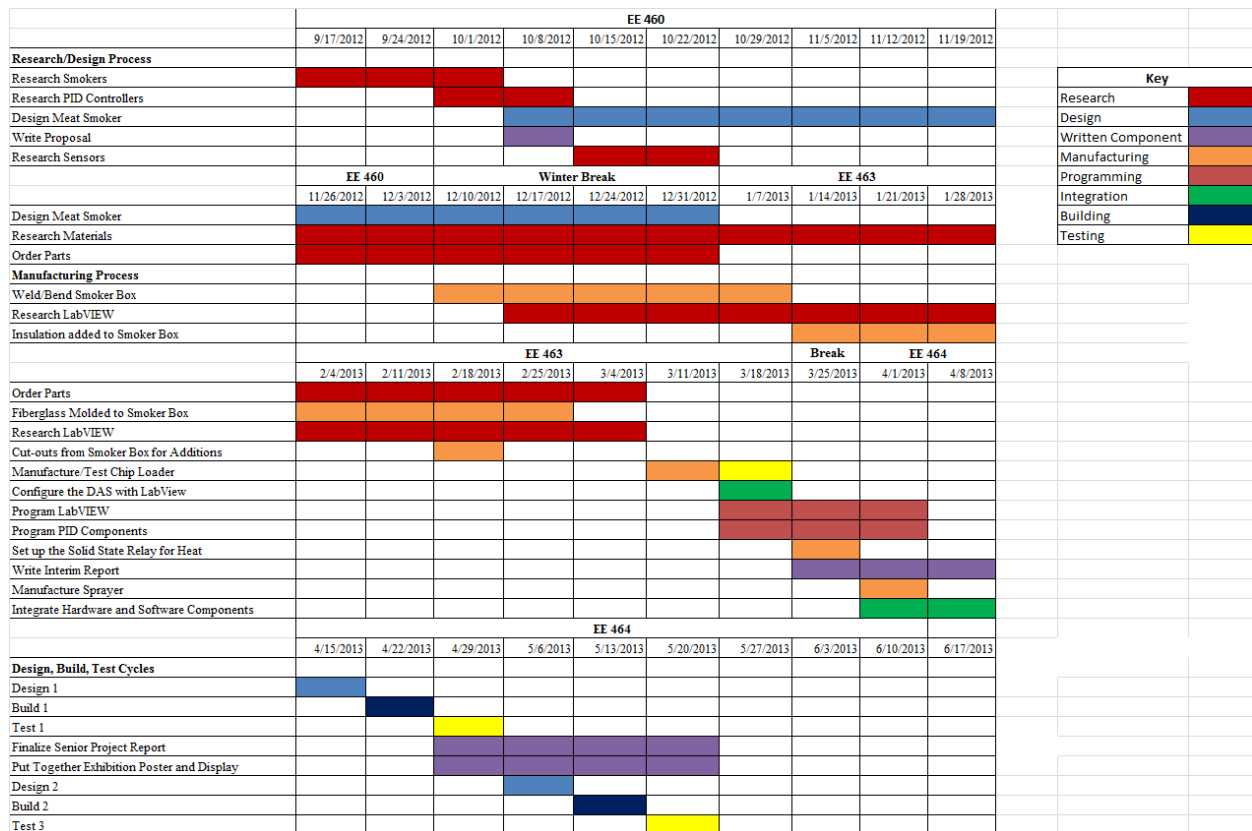 EE 460
9/17/2012 9/24/2012 10/1/2012 10/8/2012 10/15/2012 10/22/2012 10/29/2012 11/5/2012 11/12/2012 11/19/2012
Research/Design Process
Research Smokers
Research PID Controllers
Design Meat Smoker
Write Proposal
Research Sensors
EE 460 Winter Break EE 463
11/26/2012 12/3/2012 12/10/2012 12/17/2012 12/24/2012 12/31/2012 1/7/2013 1/14/2013 1/21/2013 1/28/2013
Design Meat Smoker
Research Materials
Order Parts
Manufacturing Process
Weld/Bend Smoker Box
Research LabVIEW
Insulation added to Smoker Box
EE 463 Break EE 464
2/4/2013 2/11/2013 2/18/2013 2/25/2013 3/4/2013 3/11/2013 3/18/2013 3/25/2013 4/1/2013 4/8/2013
Order Parts
Fiberglass Molded to Smoker Box
Research LabVIEW
Cut-outs from Smoker Box for Additions
Manufacture/Test Chip Loader
Configure the DAS with LabView
Program LabVIEW
Program PID Components
Set up the Solid State Relay for Heat
Write Interim Report
Manufacture Sprayer
Integrate Hardware and Software Components
EE 464
4/15/2013 4/22/2013 4/29/2013 5/6/2013 5/13/2013 5/20/2013 5/27/2013 6/3/2013 6/10/2013 6/17/2013
Design, Build, Test Cycles
Design 1
Build 1
Test 1
Finalize Senior Project Report
Put Together Exhibition Poster and Display
Design 2
Build 2
Test 3
Key
Research
Design
Written Component
Manufacturing
Programming
Integration
Building
Testing